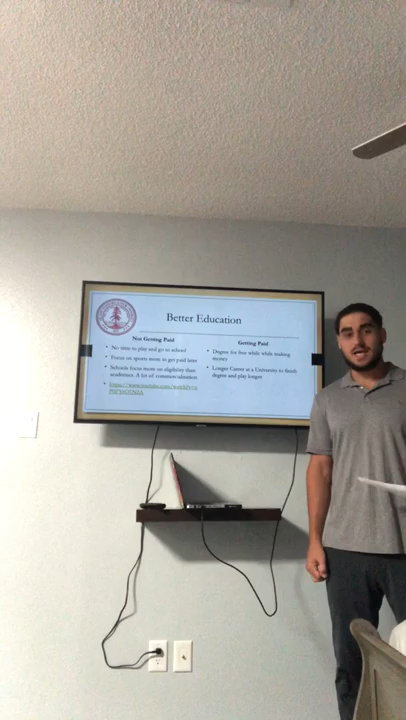 Better Education
Not Getting Paid
• No time to play and go to school
• Focus on sports more to get paid later
• Schools focus more on eligibility than
academics. A lot of commercialization
Getting Paid
• Degree for free while while making
money
• Longer Career at a University to finish
degree and play longer